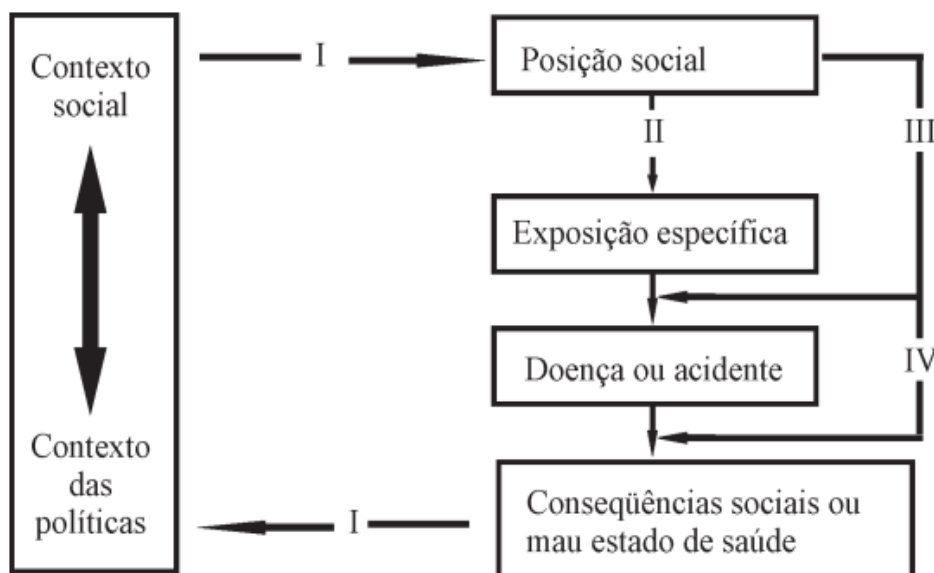 Contexto
social
Contexto
das
políticas
I
Posição social
II
III
Exposição específica
Doença ou acidente
IV
Conseqüências sociais ou
mau estado de saúde
I